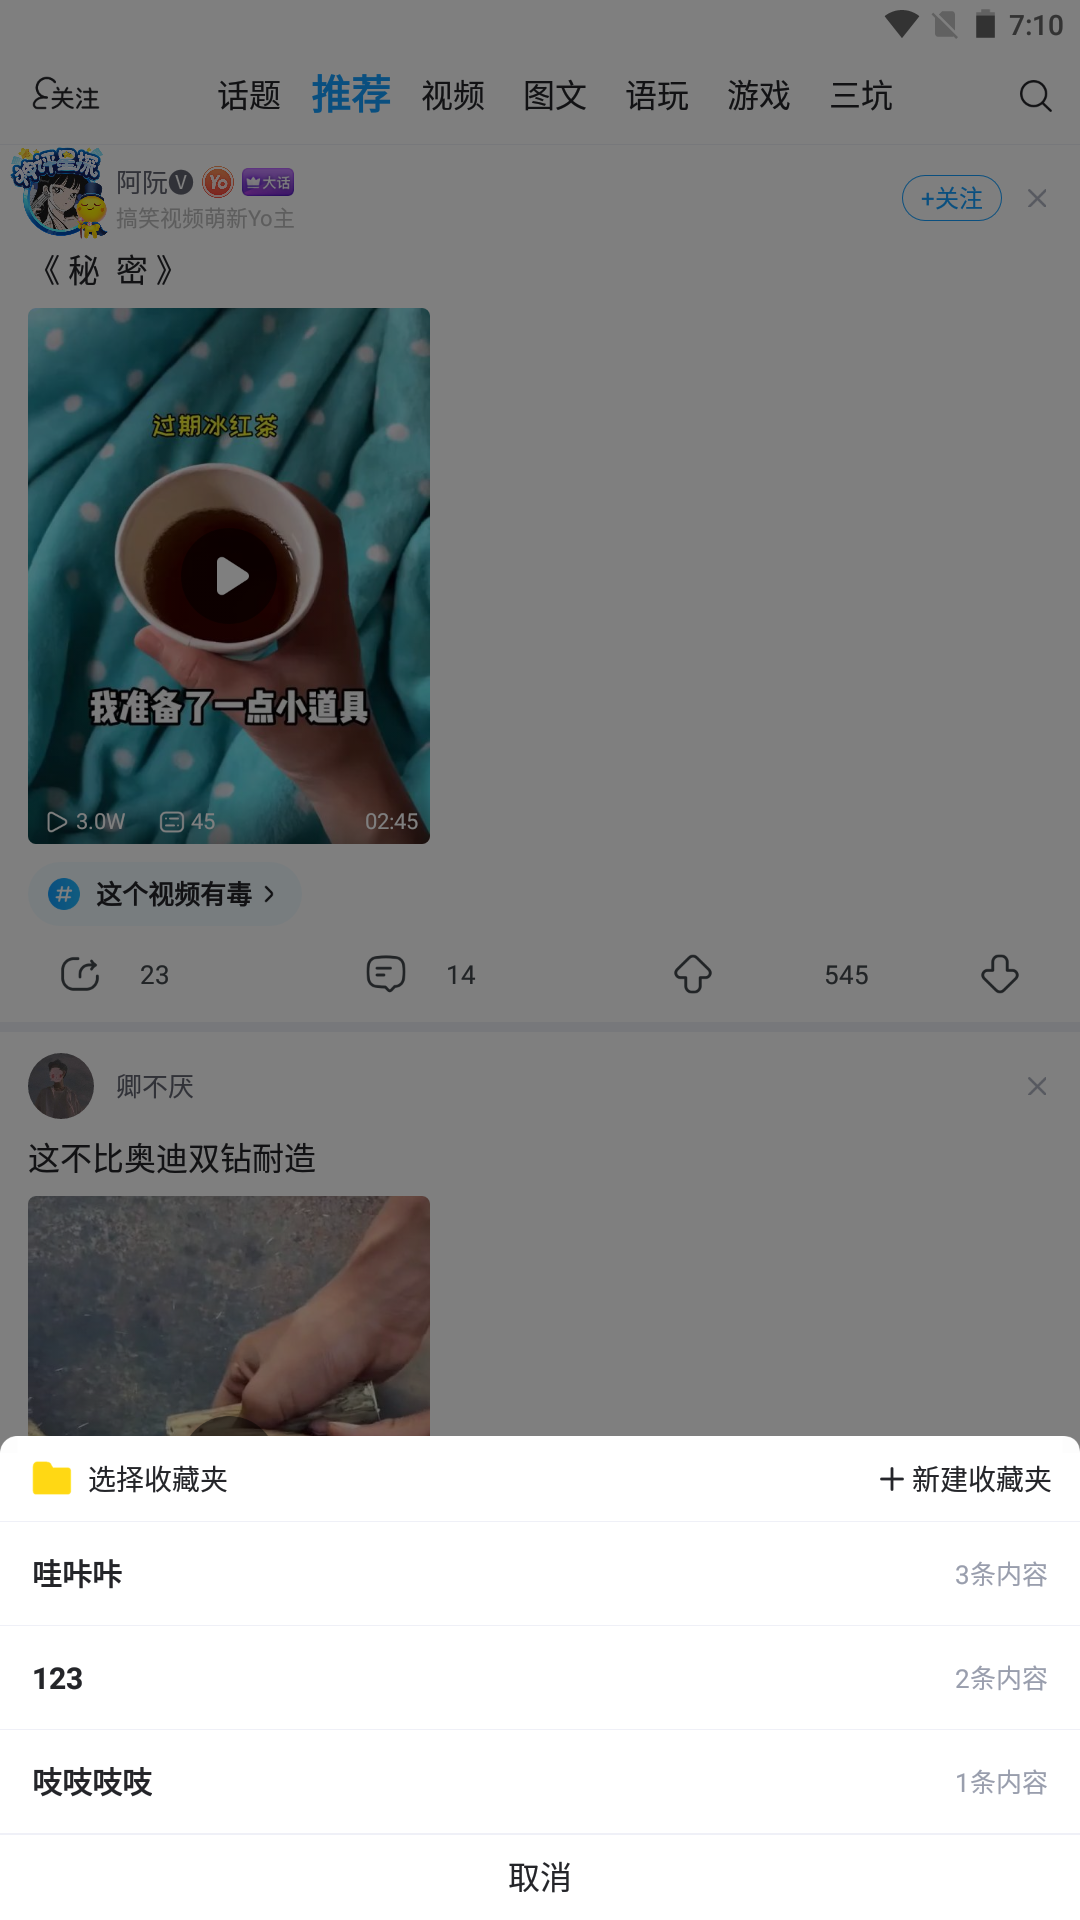 7:10
关注 话题 推荐 视频 图文 语玩 游戏 三坑
神评星探
阿阮 V Yo 大话
搞笑视频萌新Yo主
+关注
《 秘 密 》
过期冰红茶
我准备了一点小道具
3.0W 45 02:45
# 这个视频有毒
23 14 545
卿不厌
这不比奥迪双钻耐造
选择收藏夹 新建收藏夹
哇咔咔 3条内容
123 2条内容
吱吱吱吱 1条内容
取消